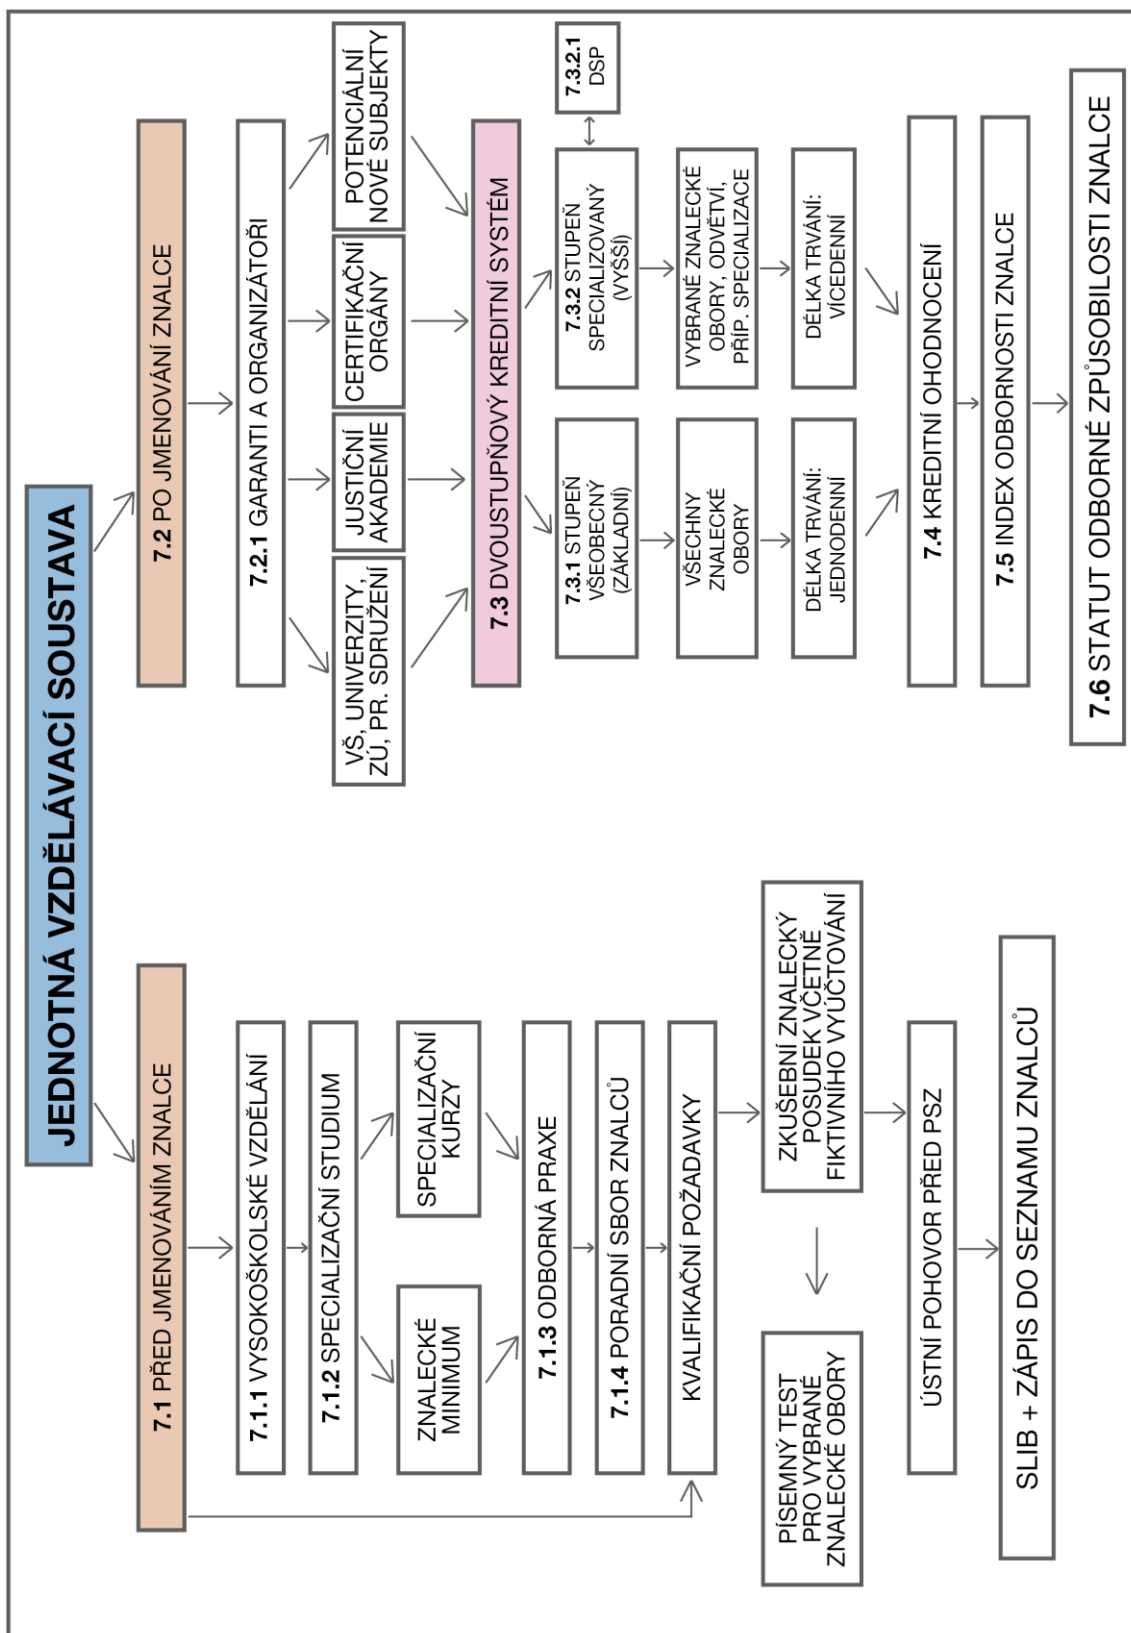 JEDNOTNÁ VZDĚLÁVACÍ SOUSTAVA
7.1 PŘED JMENOVÁNÍM ZNALCE
7.1.1 VYSOKOŠKOLSKÉ VZDĚLÁNÍ
7.1.2 SPECIALIZAČNÍ STUDIUM
ZNALECKÉ
MINIMUM
SPECIALIZAČNÍ
KURZY
7.1.3 ODBORNÁ PRAXE
7.1.4 PORADNÍ SBOR ZNALCŮ
KVALIFIKAČNÍ POŽADAVKY
PÍSEMNÝ TEST
PRO VYBRANÉ
ZNALECKÉ OBORY
ZKUŠEBNÍ ZNALECKÝ
POSUDEK VČETNĚ
FIKTIVNÍHO VYÚČTOVÁNÍ
ÚSTNÍ POHOVOR PŘED PSZ
SLIB + ZÁPIS DO SEZNAMU ZNALCŮ
7.2 PO JMENOVÁNÍ ZNALCE
7.2.1 GARANTI A ORGANIZÁTOŘI
VŠ, UNIVERZITY,
ZÚ, PR. SDRUŽENÍ
JUSTIČNÍ
AKADEMIE
CERTIFIKAČNÍ
ORGÁNY
POTENCIÁLNÍ
NOVÉ SUBJEKTY
7.3 DVOUSTUPŇOVÝ KREDITNÍ SYSTÉM
7.3.1 STUPEŇ
VŠEOBECNÝ
(ZÁKLADNÍ)
7.3.2 STUPEŇ
SPECIALIZOVANÝ
(VYŠŠÍ)
7.3.2.1
DSP
VŠECHNY
ZNALECKÉ
OBORY
VYBRANÉ ZNALECKÉ
OBORY, ODVĚTVÍ,
PŘÍP. SPECIALIZACE
DÉLKA TRVÁNÍ:
JEDNODENNÍ
DÉLKA TRVÁNÍ:
VÍCEDENNÍ
7.4 KREDITNÍ OHODNOCENÍ
7.5 INDEX ODBORNOSTI ZNALCE
7.6 STATUT ODBORNÉ ZPŮSOBILOSTI ZNALCE